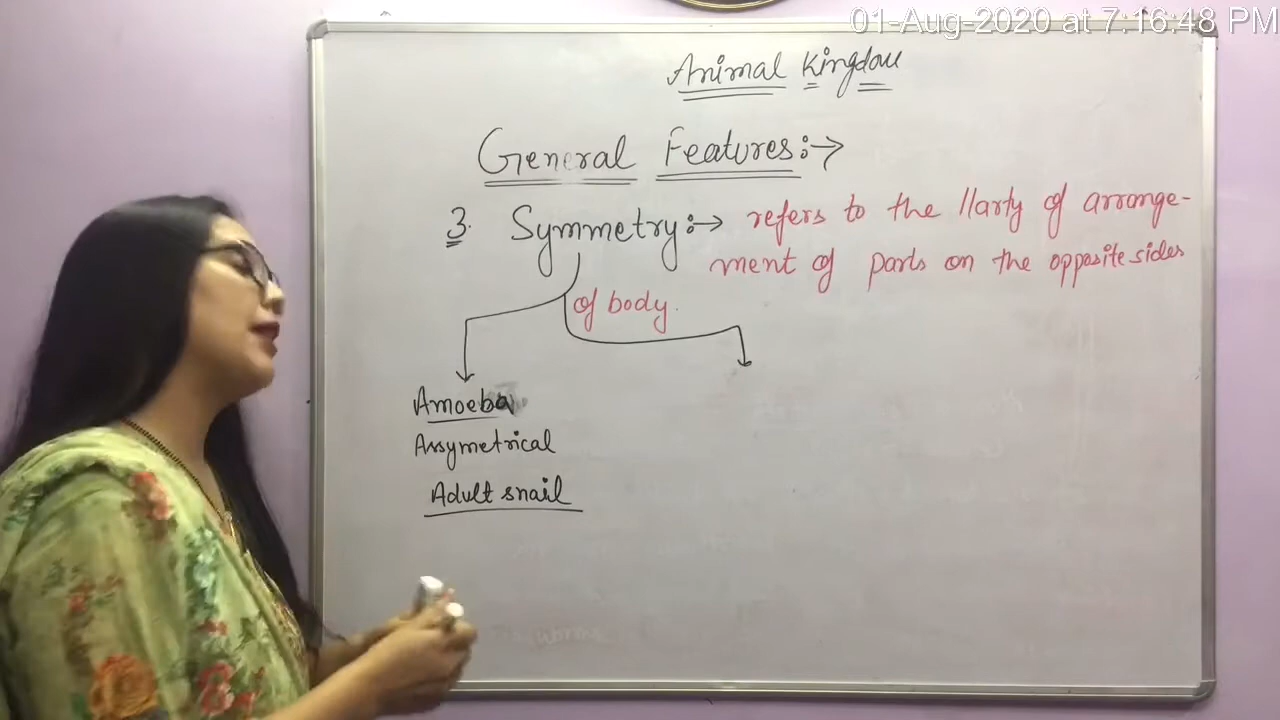 01-Aug-2020 at 7.16.48 PM
Animal Kingdom
General Features:→
3. Symmetry:→ refers to the llarty of arrange-
ment of parts on the opposite sides
of body.
Amoeba
Assymetrical
Adult snail